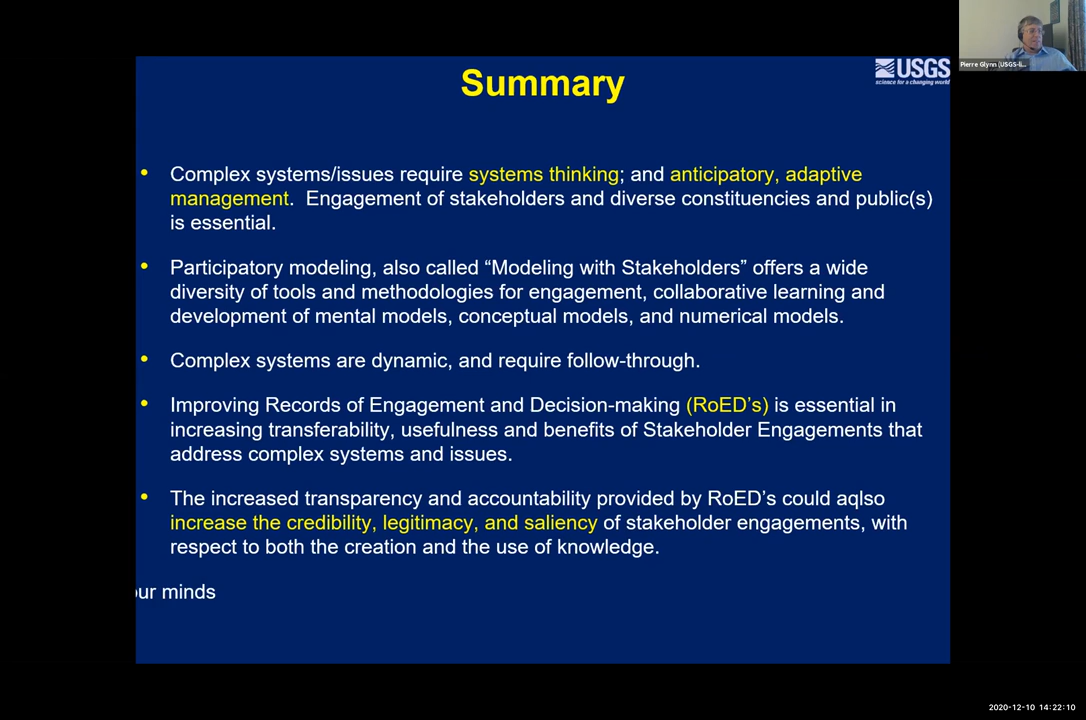 Summary
USGS
science for a changing world
Pierre Glynn (USGS-li...
• Complex systems/issues require systems thinking; and anticipatory, adaptive
management. Engagement of stakeholders and diverse constituencies and public(s)
is essential.
• Participatory modeling, also called “Modeling with Stakeholders” offers a wide
diversity of tools and methodologies for engagement, collaborative learning and
development of mental models, conceptual models, and numerical models.
• Complex systems are dynamic, and require follow-through.
• Improving Records of Engagement and Decision-making (RoED’s) is essential in
increasing transferability, usefulness and benefits of Stakeholder Engagements that
address complex systems and issues.
• The increased transparency and accountability provided by RoED’s could aqlso
increase the credibility, legitimacy, and saliency of stakeholder engagements, with
respect to both the creation and the use of knowledge.
our minds
2020-12-10 14:22:10